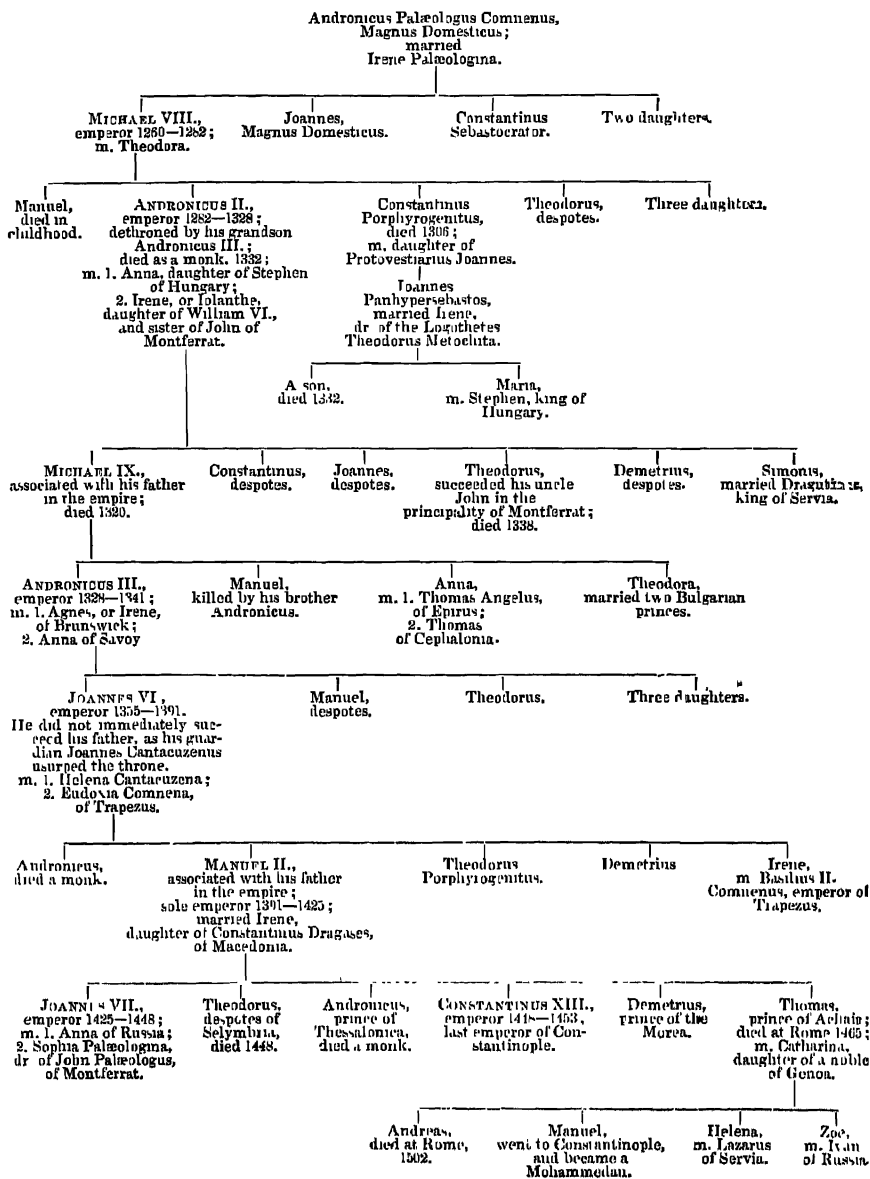 Andronicus Palæologus Comnenus,
Magnus Domesticus;
married
Irene Palæologina.
MICHAEL VIII.,
emperor 1260—1282;
m. Theodora.
Joannes,
Magnus Domesticus.
Constantinus
Sebastocrator.
Two daughters.
Manuel,
died in
childhood.
ANDRONICUS II.,
emperor 1282—1328;
dethroned by his grandson
Andronicus III.;
died as a monk. 1332;
m. 1. Anna, daughter of Stephen
of Hungary;
2. Irene, or Iolanthe,
daughter of William VI.,
and sister of John of
Montferrat.
Constantinus
Porphyrogenitus,
died 1306;
m. daughter of
Protovestiarius Joannes.
Joannes
Panhypersebastos,
married Irene,
dr of the Logothetes
Theodorus Metochita.
Theodorus,
despotes.
Three daughters.
A son,
died 1332.
Maria,
m. Stephen, king of
Hungary.
MICHAEL IX.,
associated with his father
in the empire;
died 1320.
Constantinus,
despotes.
Joannes,
despotes.
Theodorus,
succeeded his uncle
John in the
principality of Montferrat;
died 1338.
Demetrius,
despotes.
Simonis,
married
king of Servia.
ANDRONICUS III.,
emperor 1328—1341;
m. 1. Agnes, or Irene,
of Brunswick;
2. Anna of Savoy
Manuel,
killed by his brother
Andronicus.
Anna,
m. 1. Thomas Angelus,
of Epirus;
2. Thomas
of Cephalonia.
Theodora,
married two Bulgarian
princes.
JOANNES VI,
emperor 1355—1391.
He did not immediately suc-
ceed his father, as his guar-
dian Joannes Cantacuzenus
usurped the throne.
m. 1. Helena Cantacuzena;
2. Eudoxia Comnena,
of Trapezus.
Manuel,
despotes.
Theodorus.
Three daughters.
Andronicus,
died a monk.
MANUEL II.,
associated with his father
in the empire;
sole emperor 1391—1425;
married Irene,
daughter of Constantinus Dragases,
of Macedonia.
Theodorus
Porphyrogenitus.
Demetrius
Irene,
m Basilius II.
Comnenus, emperor of
Trapezus.
JOANNES VII.,
emperor 1425—1448;
m. 1. Anna of Russia;
2. Sophia Palæologina,
dr of John Palæologus,
of Montferrat.
Theodorus,
despotes of
Selymbria,
died 1448.
Andronicus,
prince of
Thessalonica,
died a monk.
CONSTANTINUS XIII.,
emperor 1448—1453,
last emperor of Con-
stantinople.
Demetrius,
prince of the
Morea.
Thomas,
prince of Achaia;
died at Rome 1465;
m. Catharina,
daughter of a noble
of Genoa.
Andreas,
died at Rome,
1502.
Manuel,
went to Constantinople,
and became a
Mohammedan.
Helena,
m. Lazarus
of Servia.
Zoe,
m. Ivan
of Russia.